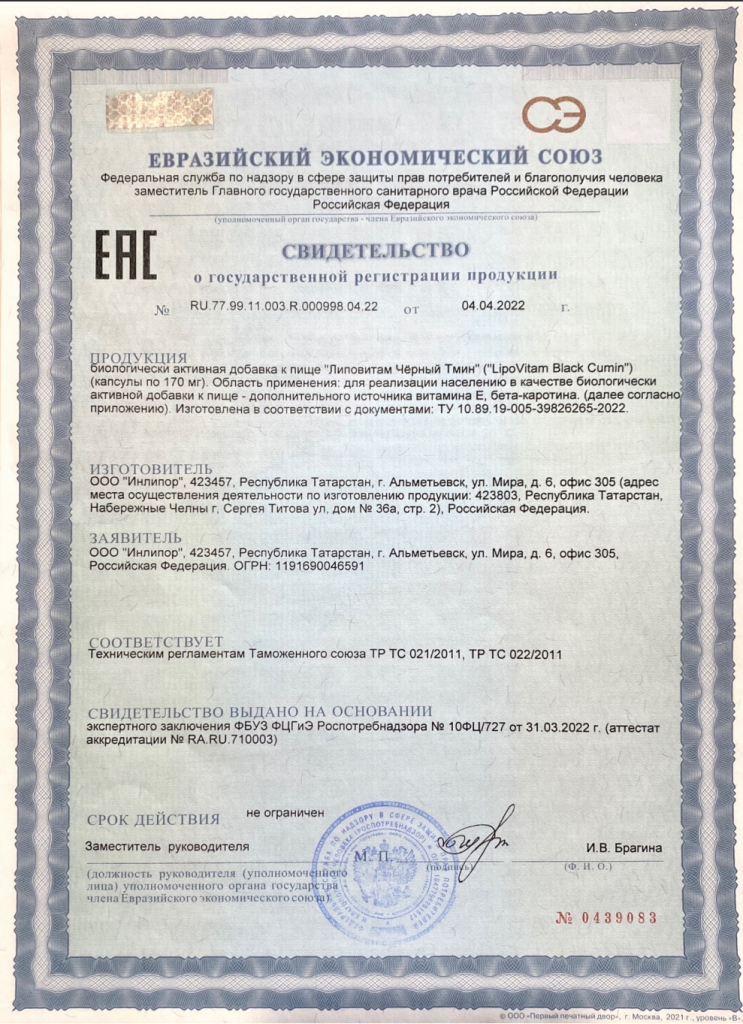 СЭ
ЕВРАЗИЙСКИЙ ЭКОНОМИЧЕСКИЙ СОЮЗ
Федеральная служба по надзору в сфере защиты прав потребителей и благополучия человека
заместитель Главного государственного санитарного врача Российской Федерации
Российская Федерация
(уполномоченный орган государства - члена Евразийского экономического союза)
ЕАС
СВИДЕТЕЛЬСТВО
о государственной регистрации продукции
№ RU.77.99.11.003.R.000998.04.22 от 04.04.2022 г.
ПРОДУКЦИЯ
биологически активная добавка к пище "Липовитам Чёрный Тмин" ("LipoVitam Black Cumin")
(капсулы по 170 мг). Область применения: для реализации населению в качестве биологически
активной добавки к пище - дополнительного источника витамина Е, бета-каротина. (далее согласно
приложению). Изготовлена в соответствии с документами: ТУ 10.89.19-005-39826265-2022.
ИЗГОТОВИТЕЛЬ
ООО "Инлипор", 423457, Республика Татарстан, г. Альметьевск, ул. Мира, д. 6, офис 305 (адрес
места осуществления деятельности по изготовлению продукции: 423803, Республика Татарстан,
Набережные Челны г, Сергея Титова ул, дом № 36а, стр. 2), Российская Федерация.
ЗАЯВИТЕЛЬ
ООО "Инлипор", 423457, Республика Татарстан, г. Альметьевск, ул. Мира, д. 6, офис 305,
Российская Федерация. ОГРН: 1191690046591
СООТВЕТСТВУЕТ
Техническим регламентам Таможенного союза ТР ТС 021/2011, ТР ТС 022/2011
СВИДЕТЕЛЬСТВО ВЫДАНО НА ОСНОВАНИИ
экспертного заключения ФБУЗ ФЦГиЭ Роспотребнадзора № 10ФЦ/727 от 31.03.2022 г. (аттестат
аккредитации № RA.RU.710003)
СРОК ДЕЙСТВИЯ не ограничен
Заместитель руководителя И.В. Брагина
М. П. (подпись) (Ф. И. О.)
(должность руководителя (уполномоченного
лица) уполномоченного органа государства
члена Евразийского экономического союза)
№ 0439083
© ООО «Первый печатный двор», г. Москва, 2021 г., уровень «В».